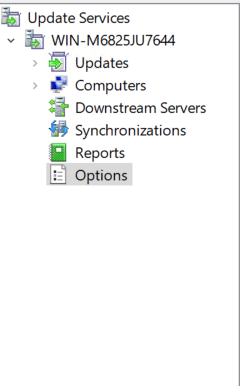 Update Services
WIN-M6825JU7644
Updates
Computers
Downstream Servers
Synchronizations
Reports
Options